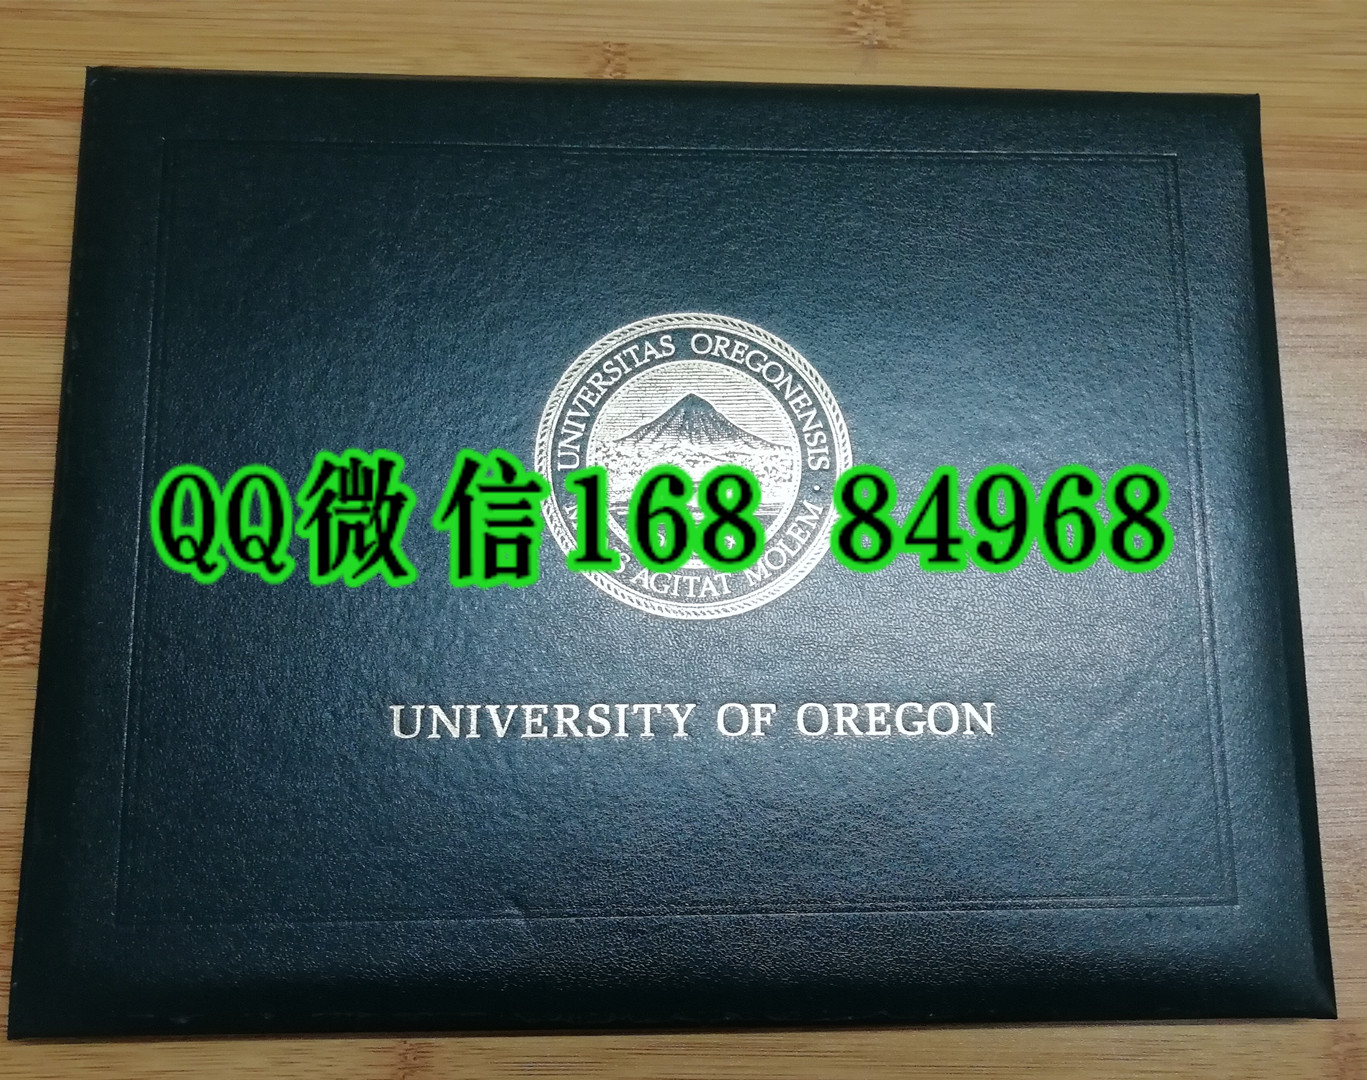 UNIVERSITAS OREGONENSIS ·
S AGITAT MOLEM
QQ微信168 84968
UNIVERSITY OF OREGON